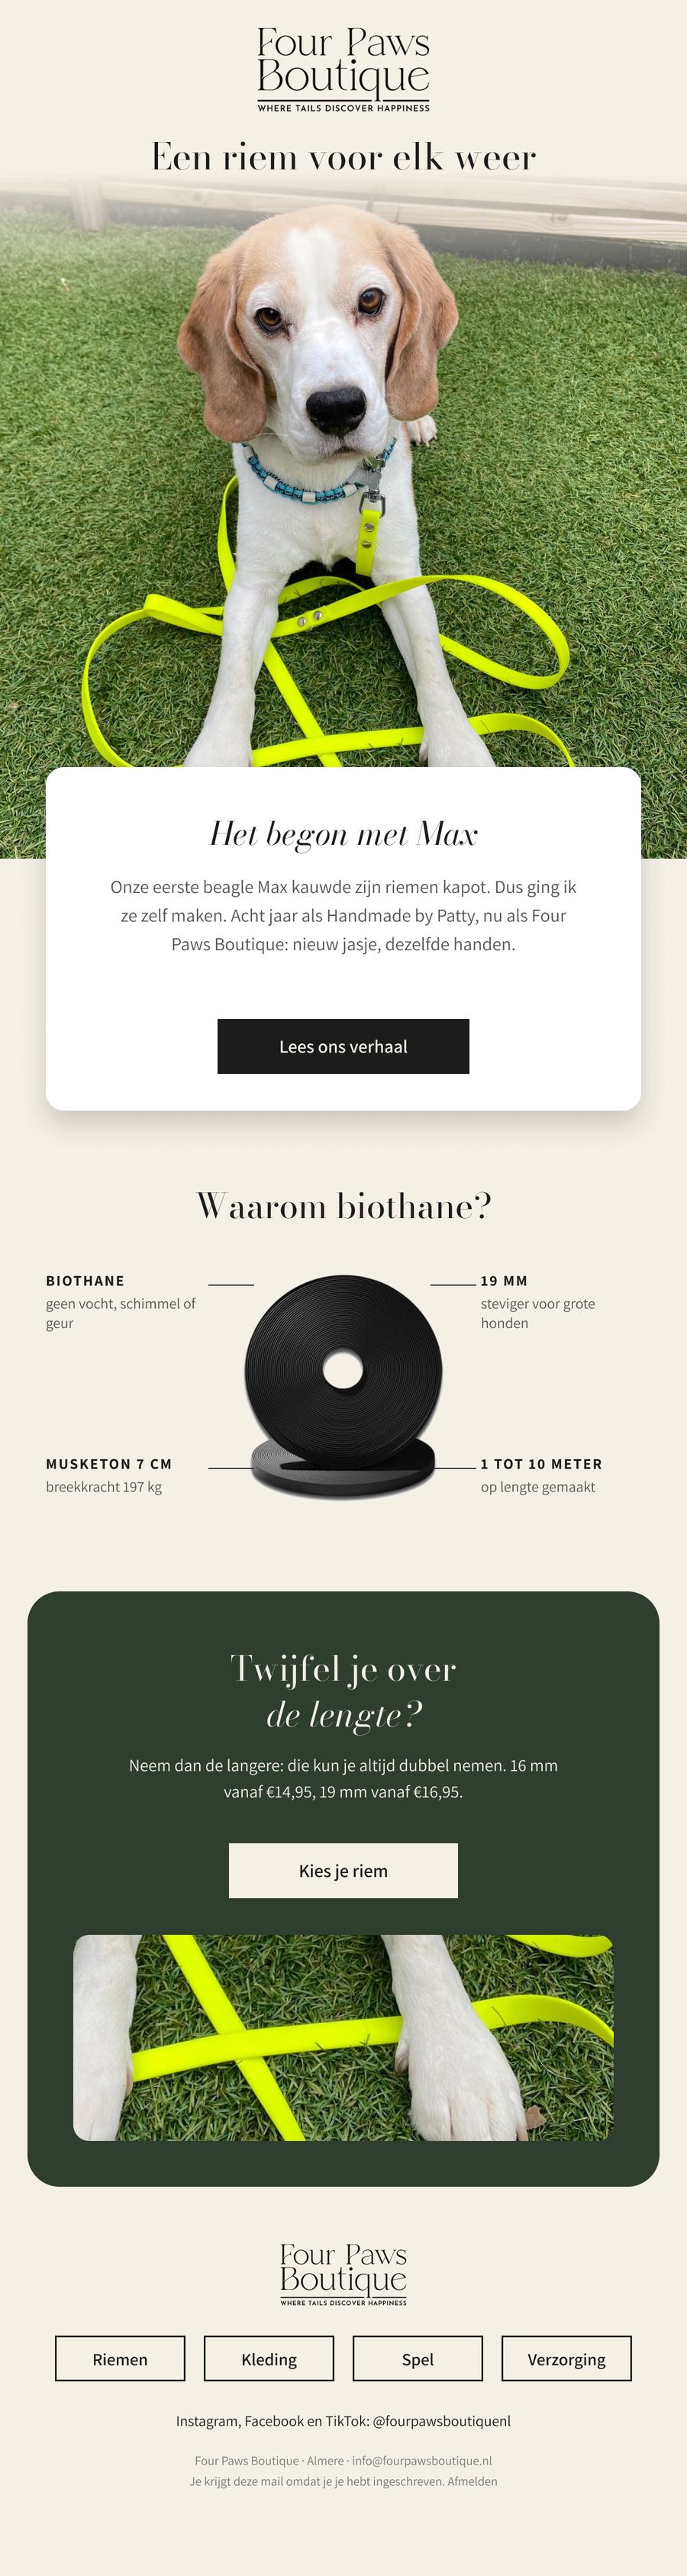 Four Paws
Boutique
WHERE TAILS DISCOVER HAPPINESS
Een riem voor elk weer
Het begon met Max
Onze eerste beagle Max kauwde zijn riemen kapot. Dus ging ik
ze zelf maken. Acht jaar als Handmade by Patty, nu als Four
Paws Boutique: nieuw jasje, dezelfde handen.
Lees ons verhaal
Waarom biothane?
BIOTHANE
geen vocht, schimmel of
geur
19 MM
steviger voor grote
honden
MUSKETON 7 CM
breekkracht 197 kg
1 TOT 10 METER
op lengte gemaakt
Twijfel je over
de lengte?
Neem dan de langere: die kun je altijd dubbel nemen. 16 mm
vanaf €14,95, 19 mm vanaf €16,95.
Kies je riem
Four Paws
Boutique
WHERE TAILS DISCOVER HAPPINESS
Riemen
Kleding
Spel
Verzorging
Instagram, Facebook en TikTok: @fourpawsboutiquenl
Four Paws Boutique · Almere · info@fourpawsboutique.nl
Je krijgt deze mail omdat je je hebt ingeschreven. Afmelden